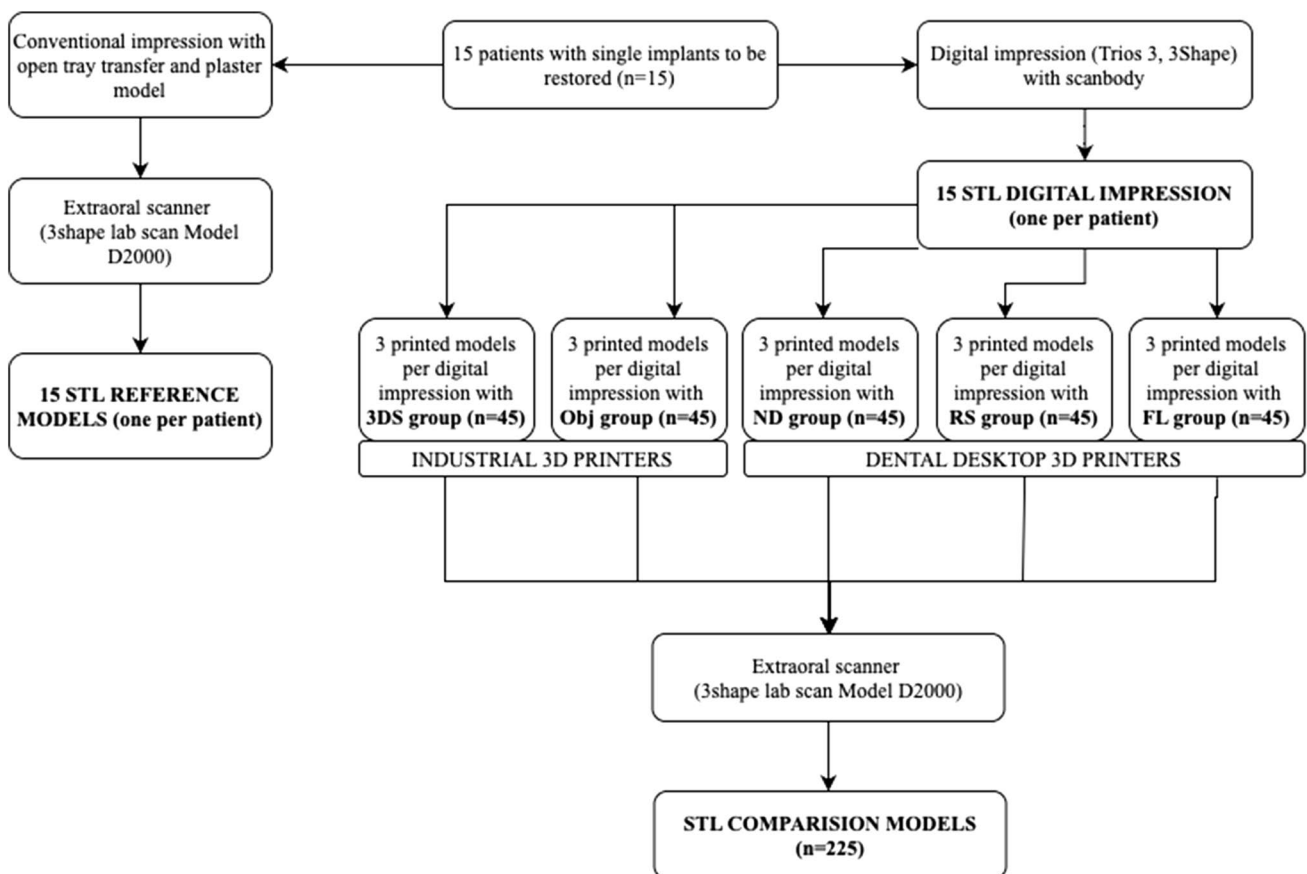 Conventional impression with
open tray transfer and plaster
model
15 patients with single implants to be
restored (n=15)
Digital impression (Trios 3, 3Shape)
with scanbody
Extraoral scanner
(3shape lab scan Model
D2000)
15 STL DIGITAL IMPRESSION
(one per patient)
15 STL REFERENCE
MODELS (one per patient)
3 printed models
per digital
impression with
3DS group (n=45)
3 printed models
per digital
impression with
Obj group (n=45)
3 printed models
per digital
impression with
ND group (n=45)
3 printed models
per digital
impression with
RS group (n=45)
3 printed models
per digital
impression with
FL group (n=45)
INDUSTRIAL 3D PRINTERS
DENTAL DESKTOP 3D PRINTERS
Extraoral scanner
(3shape lab scan Model D2000)
STL COMPARISION MODELS
(n=225)